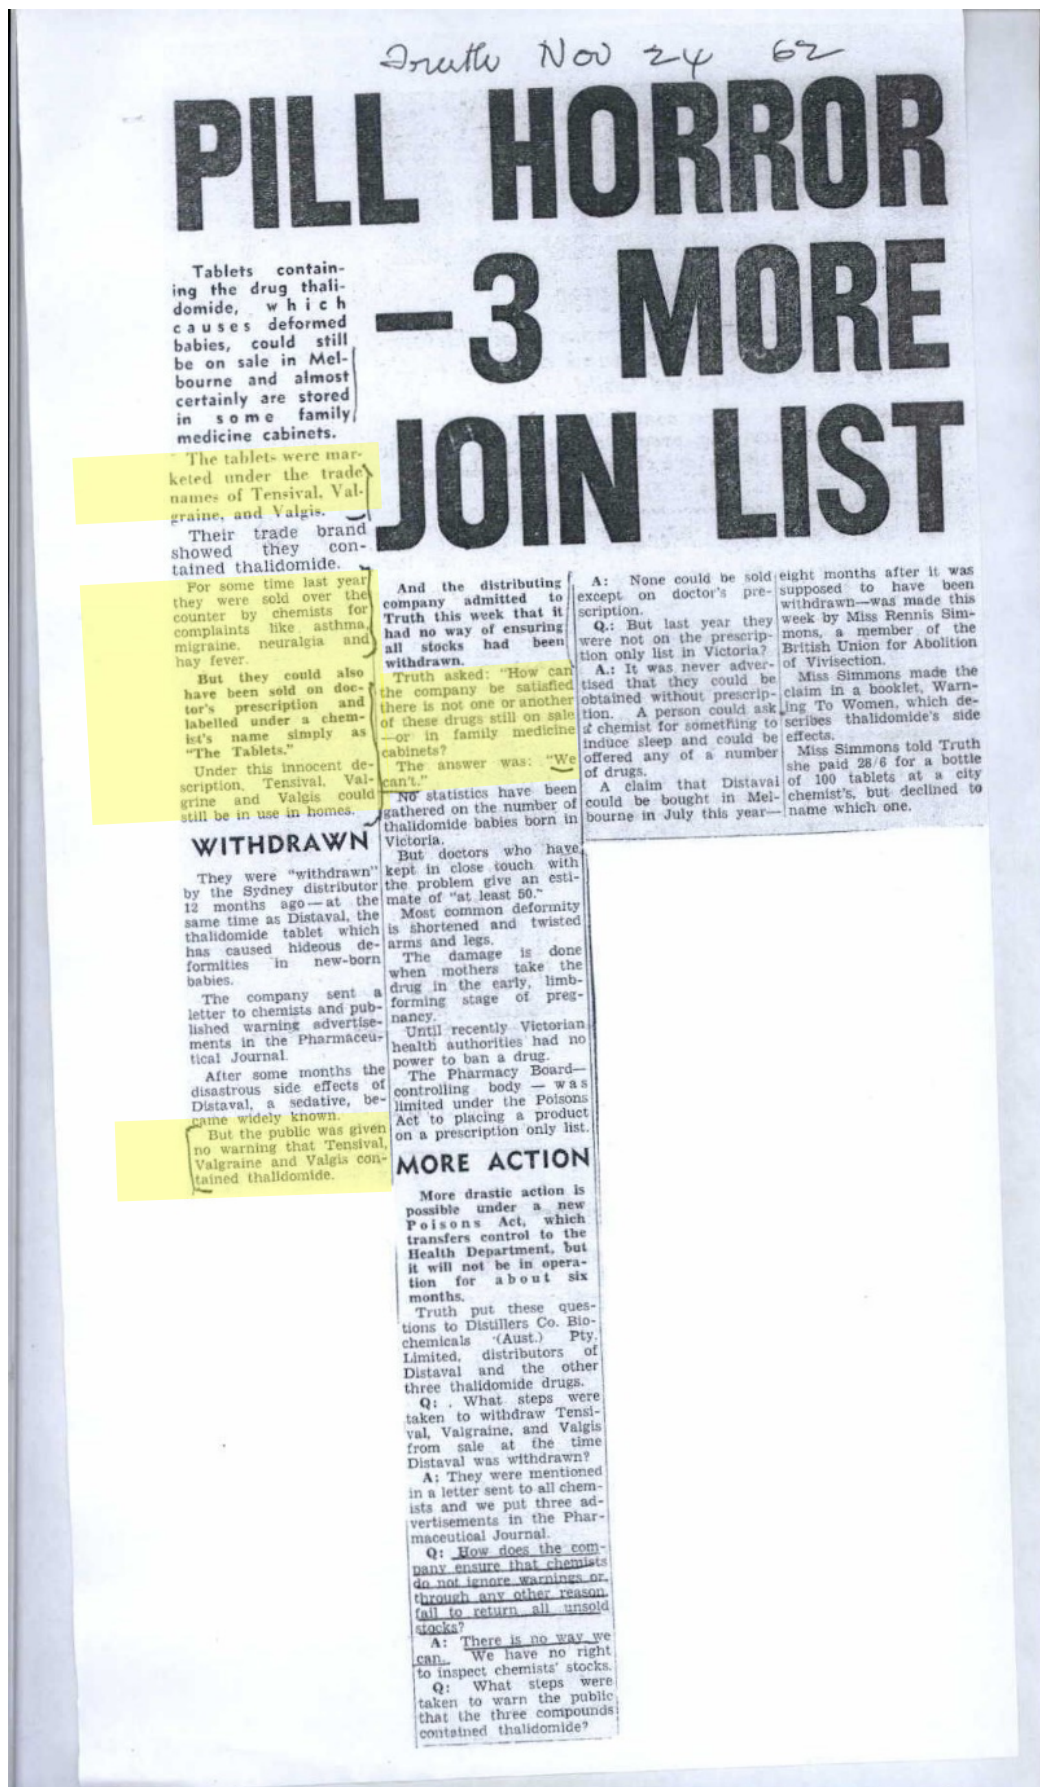 Truth Nov 24 62
PILL HORROR
-3 MORE
JOIN LIST
Tablets contain-
ing the drug thali-
domide, which
causes deformed
babies, could still
be on sale in Mel-
bourne and almost
certainly are stored
in some family
medicine cabinets.
The tablets were mar-
keted under the trade
names of Tensival, Val-
graine, and Valgis.
Their trade brand
showed they con-
tained thalidomide.
For some time last year
they were sold over the
counter by chemists for
complaints like asthma,
migraine, neuralgia and
hay fever.
But they could also
have been sold on doc-
tor's prescription and
labelled under a chem-
ist's name simply as
"The Tablets."
Under this innocent de-
scription, Tensival, Val-
grine and Valgis could
still be in use in homes.
WITHDRAWN
They were "withdrawn"
by the Sydney distributor
12 months ago—at the
same time as Distaval, the
thalidomide tablet which
has caused hideous de-
formities in new-born
babies.
The company sent a
letter to chemists and pub-
lished warning advertise-
ments in the Pharmaceu-
tical Journal.
After some months the
disastrous side effects of
Distaval, a sedative, be-
came widely known.
But the public was given
no warning that Tensival,
Valgraine and Valgis con-
tained thalidomide.
And the distributing
company admitted to
Truth this week that it
had no way of ensuring
all stocks had been
withdrawn.
Truth asked: "How can
the company be satisfied
there is not one or another
of these drugs still on sale
—or in family medicine
cabinets?
The answer was: "We
can't."
No statistics have been
gathered on the number of
thalidomide babies born in
Victoria.
But doctors who have
kept in close touch with
the problem give an esti-
mate of "at least 50."
Most common deformity
is shortened and twisted
arms and legs.
The damage is done
when mothers take the
drug in the early, limb-
forming stage of preg-
nancy.
Until recently Victorian
health authorities had no
power to ban a drug.
The Pharmacy Board—
controlling body — was
limited under the Poisons
Act to placing a product
on a prescription only list.
MORE ACTION
More drastic action is
possible under a new
Poisons Act, which
transfers control to the
Health Department, but
it will not be in opera-
tion for about six
months.
Truth put these ques-
tions to Distillers Co. Bio-
chemicals (Aust.) Pty.
Limited, distributors of
Distaval and the other
three thalidomide drugs.
Q: . What steps were
taken to withdraw Tensi-
val, Valgraine, and Valgis
from sale at the time
Distaval was withdrawn?
A: They were mentioned
in a letter sent to all chem-
ists and we put three ad-
vertisements in the Phar-
maceutical Journal.
Q: How does the com-
pany ensure that chemists
do not ignore warnings or,
through any other reason,
fail to return all unsold
stocks?
A: There is no way we
can. We have no right
to inspect chemists' stocks.
Q: What steps were
taken to warn the public
that the three compounds
contained thalidomide?
A: None could be sold
except on doctor's pre-
scription.
Q.: But last year they
were not on the prescrip-
tion only list in Victoria?
A.: It was never adver-
tised that they could be
obtained without prescrip-
tion. A person could ask
a chemist for something to
induce sleep and could be
offered any of a number
of drugs.
A claim that Distaval
could be bought in Mel-
bourne in July this year—
eight months after it was
supposed to have been
withdrawn—was made this
week by Miss Rennis Sim-
mons, a member of the
British Union for Abolition
of Vivisection.
Miss Simmons made the
claim in a booklet, Warn-
ing To Women, which de-
scribes thalidomide's side
effects.
Miss Simmons told Truth
she paid 28/6 for a bottle
of 100 tablets at a city
chemist's, but declined to
name which one.